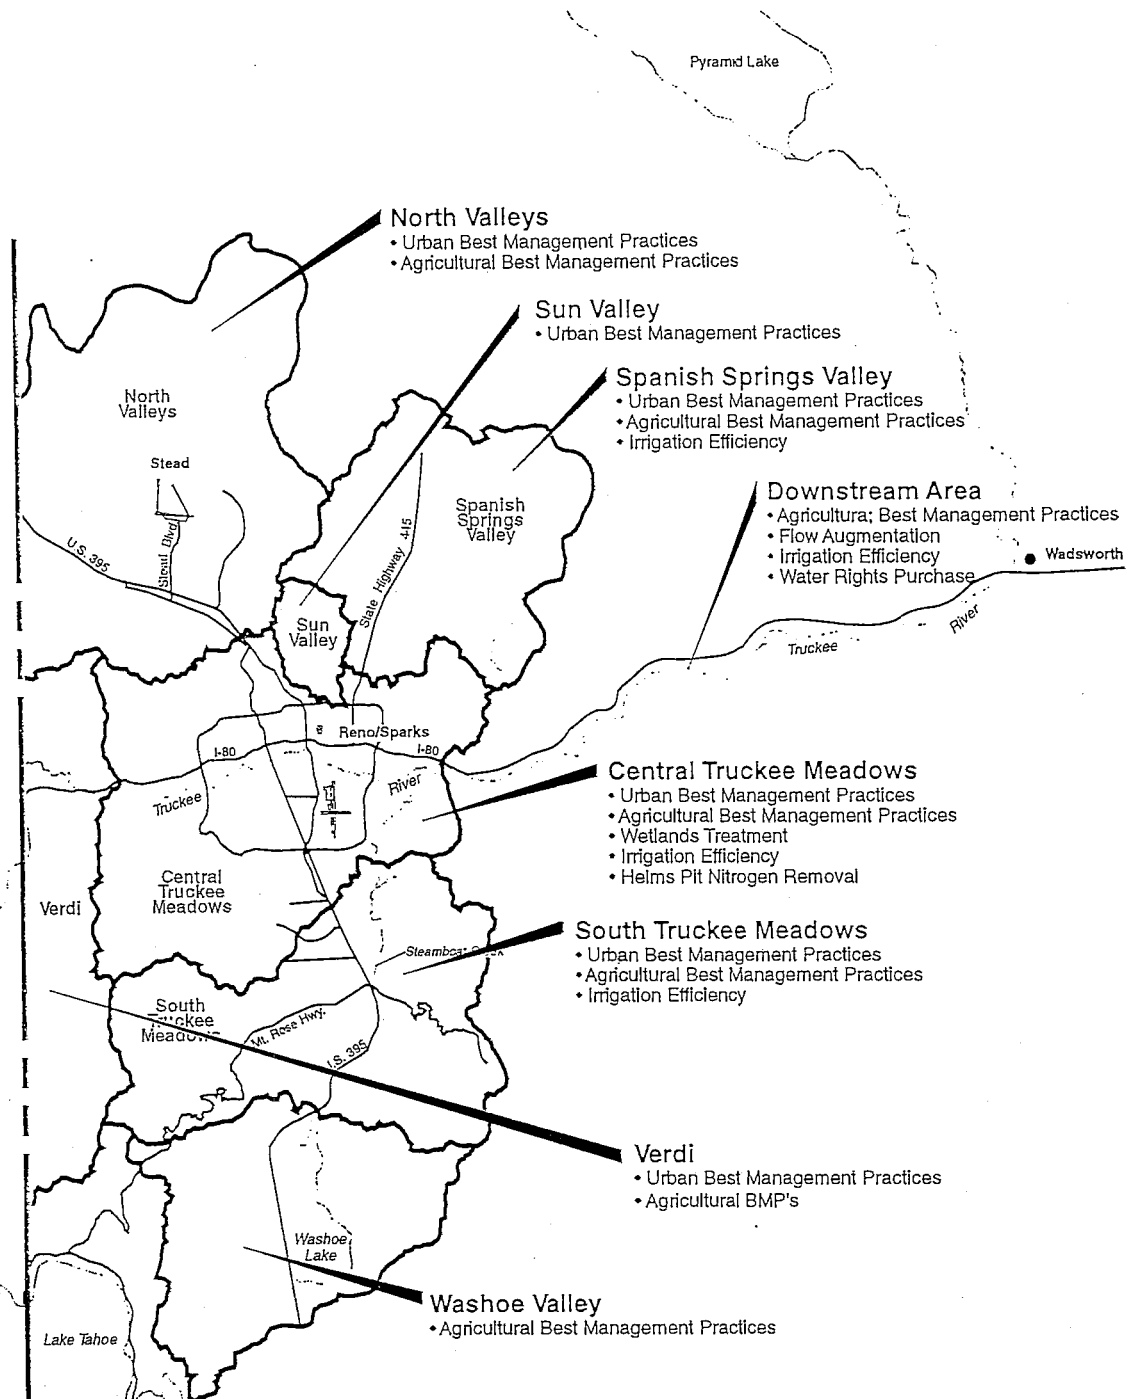 Pyramid Lake
North Valleys
• Urban Best Management Practices
• Agricultural Best Management Practices
Sun Valley
• Urban Best Management Practices
Spanish Springs Valley
• Urban Best Management Practices
• Agricultural Best Management Practices
• Irrigation Efficiency
North
Valleys
Stead
Stead Blvd.
U.S. 395
Spanish
Springs
Valley
State Highway 445
Downstream Area
• Agricultura; Best Management Practices
• Flow Augmentation
• Irrigation Efficiency
• Water Rights Purchase
Wadsworth
Sun
Valley
Truckee
River
Reno/Sparks
I-80
I-80
Truckee
River
Central Truckee Meadows
• Urban Best Management Practices
• Agricultural Best Management Practices
• Wetlands Treatment
• Irrigation Efficiency
• Helms Pit Nitrogen Removal
Central
Truckee
Meadows
Verdi
South Truckee Meadows
• Urban Best Management Practices
• Agricultural Best Management Practices
• Irrigation Efficiency
Steamboat Creek
South
Truckee
Meadows
Mt. Rose Hwy.
U.S. 395
Verdi
• Urban Best Management Practices
• Agricultural BMP's
Washoe
Lake
Washoe Valley
• Agricultural Best Management Practices
Lake Tahoe